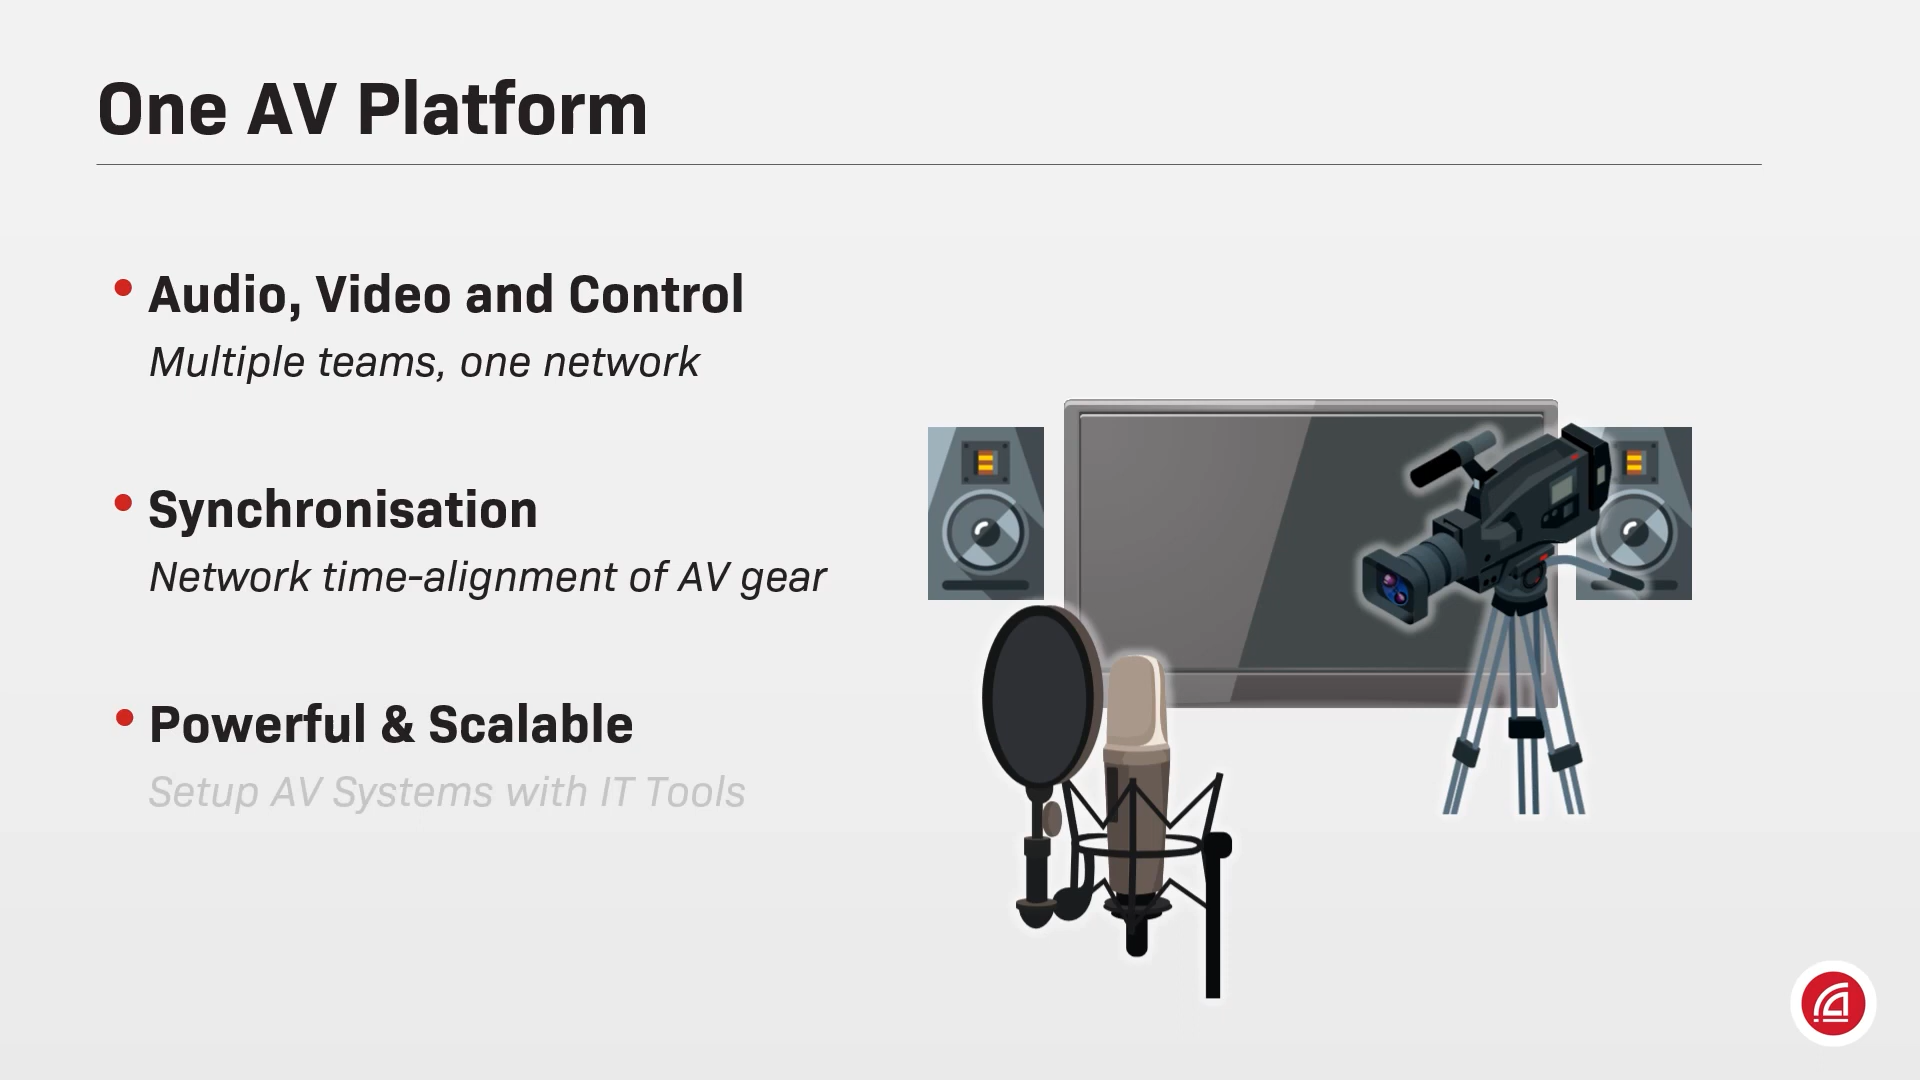 One AV Platform
• Audio, Video and Control
Multiple teams, one network
• Synchronisation
Network time-alignment of AV gear
• Powerful & Scalable
Setup AV Systems with IT Tools